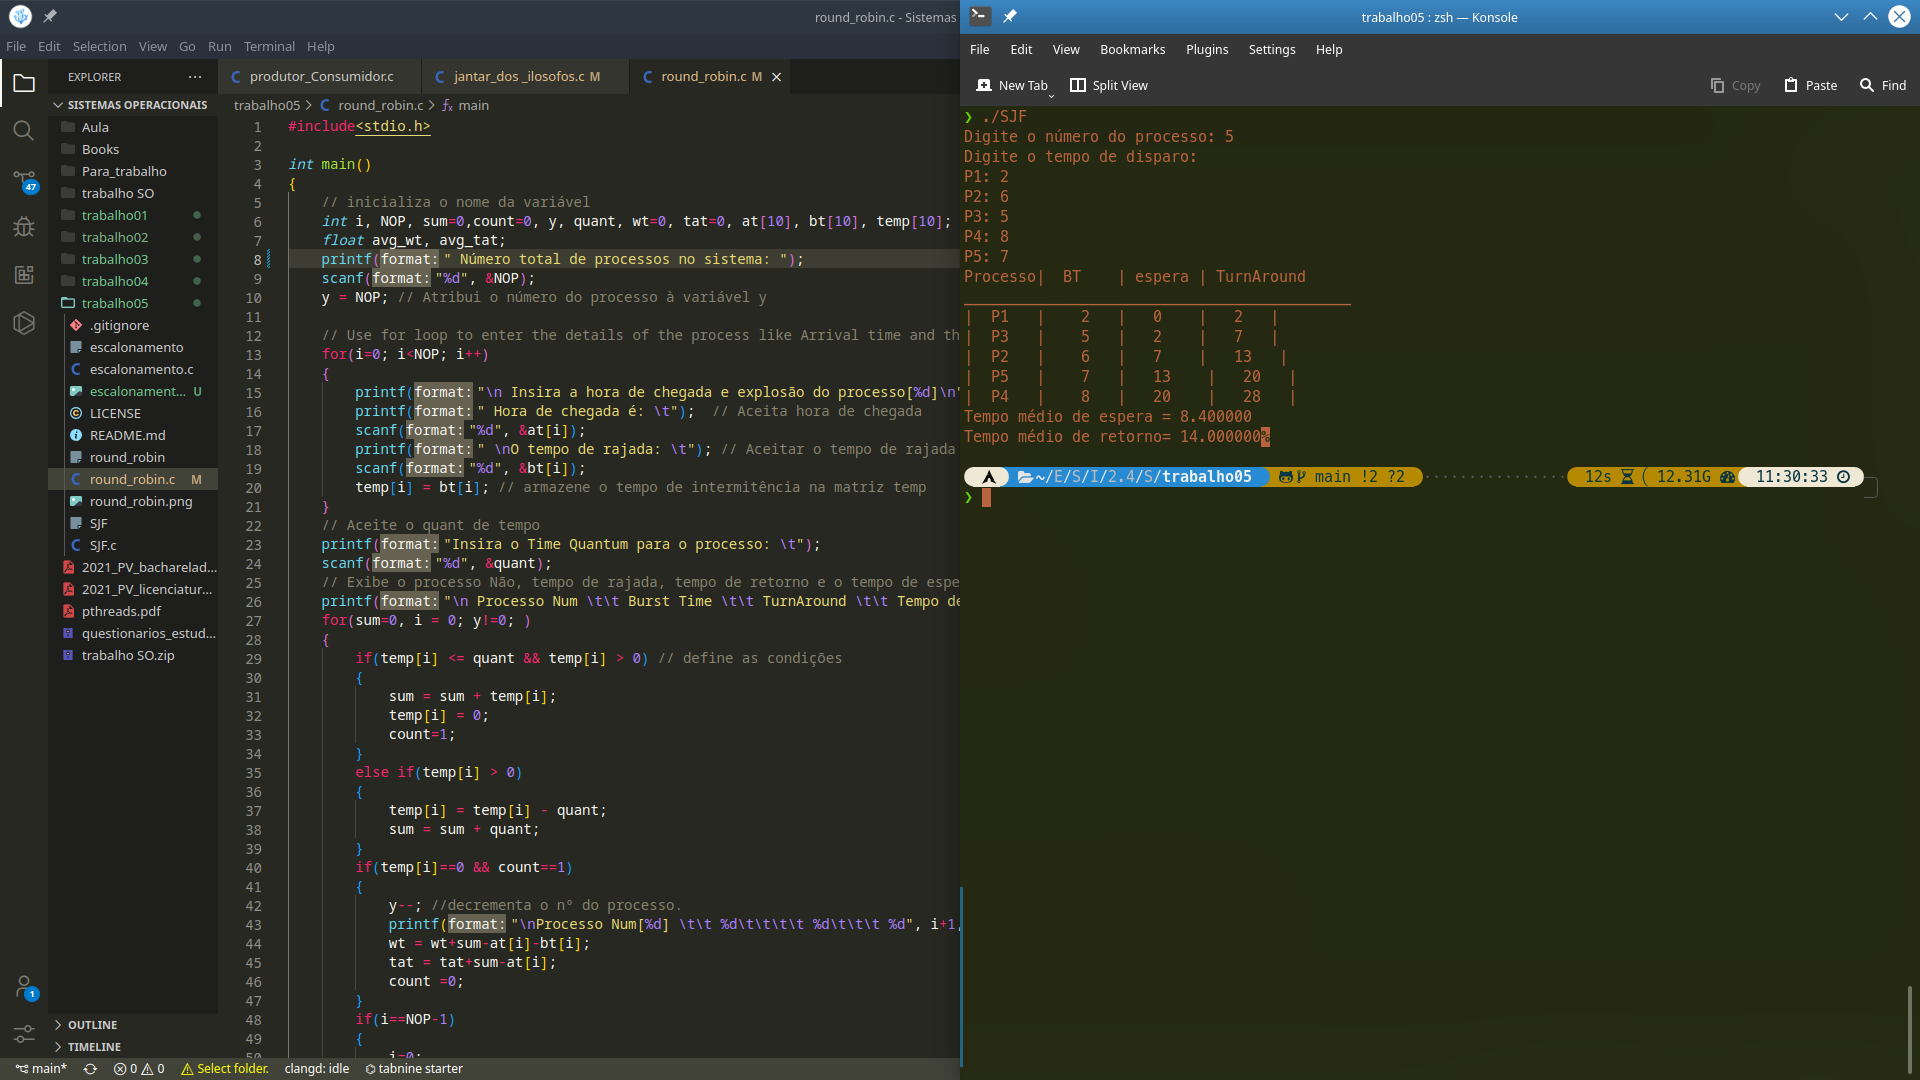 round_robin.c - Sistemas
File Edit Selection View Go Run Terminal Help
EXPLORER
SISTEMAS OPERACIONAIS
Aula
Books
Para_trabalho
trabalho SO
trabalho01
trabalho02
trabalho03
trabalho04
trabalho05
.gitignore
escalonamento
escalonamento.c
escalonament... U
LICENSE
README.md
round_robin
round_robin.c M
round_robin.png
SJF
SJF.c
2021_PV_bacharelad...
2021_PV_licenciatur...
pthreads.pdf
questionarios_estud...
trabalho SO.zip
OUTLINE
TIMELINE
47
1
produtor_Consumidor.c jantar_dos _ilosofos.c M round_robin.c M
trabalho05 > round_robin.c > main
1 #include<stdio.h>
2
3 int main()
4 {
5 // inicializa o nome da variável
6 int i, NOP, sum=0,count=0, y, quant, wt=0, tat=0, at[10], bt[10], temp[10];
7 float avg_wt, avg_tat;
8 printf(format: " Número total de processos no sistema: ");
9 scanf(format: "%d", &NOP);
10 y = NOP; // Atribui o número do processo à variável y
11
12 // Use for loop to enter the details of the process like Arrival time and th
13 for(i=0; i<NOP; i++)
14 {
15 printf(format: "\n Insira a hora de chegada e explosão do processo[%d]\n"
16 printf(format: " Hora de chegada é: \t"); // Aceita hora de chegada
17 scanf(format: "%d", &at[i]);
18 printf(format: " \nO tempo de rajada: \t"); // Aceitar o tempo de rajada
19 scanf(format: "%d", &bt[i]);
20 temp[i] = bt[i]; // armazene o tempo de intermitência na matriz temp
21 }
22 // Aceite o quant de tempo
23 printf(format: "Insira o Time Quantum para o processo: \t");
24 scanf(format: "%d", &quant);
25 // Exibe o processo Não, tempo de rajada, tempo de retorno e o tempo de espe
26 printf(format: "\n Processo Num \t\t Burst Time \t\t TurnAround \t\t Tempo de
27 for(sum=0, i = 0; y!=0; )
28 {
29 if(temp[i] <= quant && temp[i] > 0) // define as condições
30 {
31 sum = sum + temp[i];
32 temp[i] = 0;
33 count=1;
34 }
35 else if(temp[i] > 0)
36 {
37 temp[i] = temp[i] - quant;
38 sum = sum + quant;
39 }
40 if(temp[i]==0 && count==1)
41 {
42 y--; //decrementa o nº do processo.
43 printf(format: "\nProcesso Num[%d] \t\t %d\t\t\t\t %d\t\t\t %d", i+1,
44 wt = wt+sum-at[i]-bt[i];
45 tat = tat+sum-at[i];
46 count =0;
47 }
48 if(i==NOP-1)
49 {
50 i=0;
main* 0 0 Select folder. clangd: idle tabnine starter
trabalho05 : zsh — Konsole
File Edit View Bookmarks Plugins Settings Help
New Tab Split View Copy Paste Find
❯ ./SJF
Digite o número do processo: 5
Digite o tempo de disparo:
P1: 2
P2: 6
P3: 5
P4: 8
P5: 7
Processo| BT | espera | TurnAround
___________________________________________
| P1 | 2 | 0 | 2 |
| P3 | 5 | 2 | 7 |
| P2 | 6 | 7 | 13 |
| P5 | 7 | 13 | 20 |
| P4 | 8 | 20 | 28 |
Tempo médio de espera = 8.400000
Tempo médio de retorno= 14.000000%
~/E/S/I/2.4/S/trabalho05 main !2 ?2 12s 12.31G 11:30:33
❯